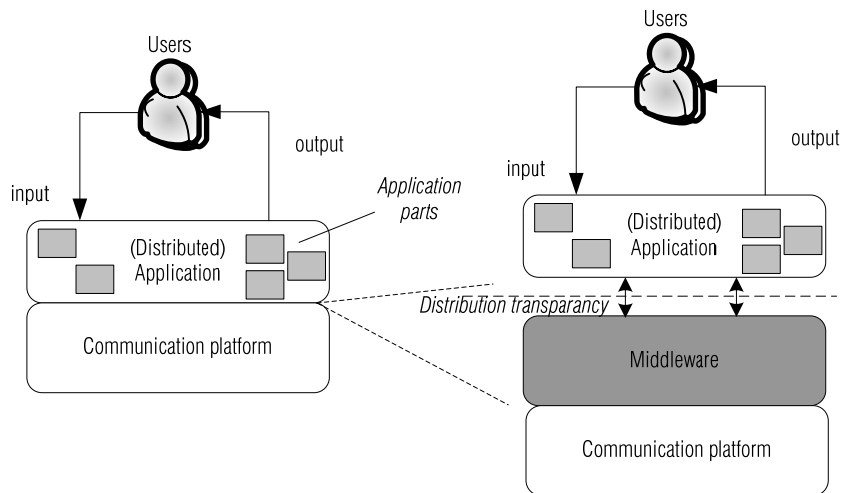 Users
output
input
Application
parts
(Distributed)
Application
Communication platform
Users
output
input
(Distributed)
Application
Distribution transparancy
Middleware
Communication platform